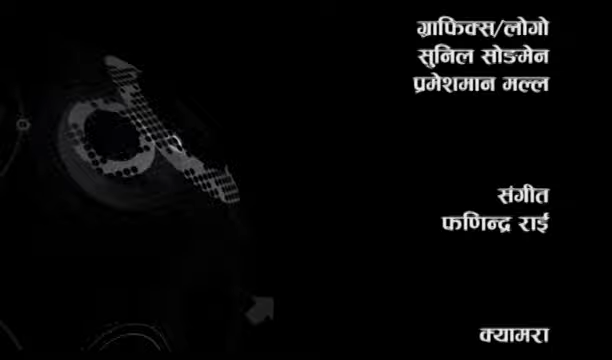 ग्राफिक्स/लोगो
सुनिल सोङमेन
प्रमेशमान मल्ल
संगीत
फणिन्द्र राई
क्यामरा